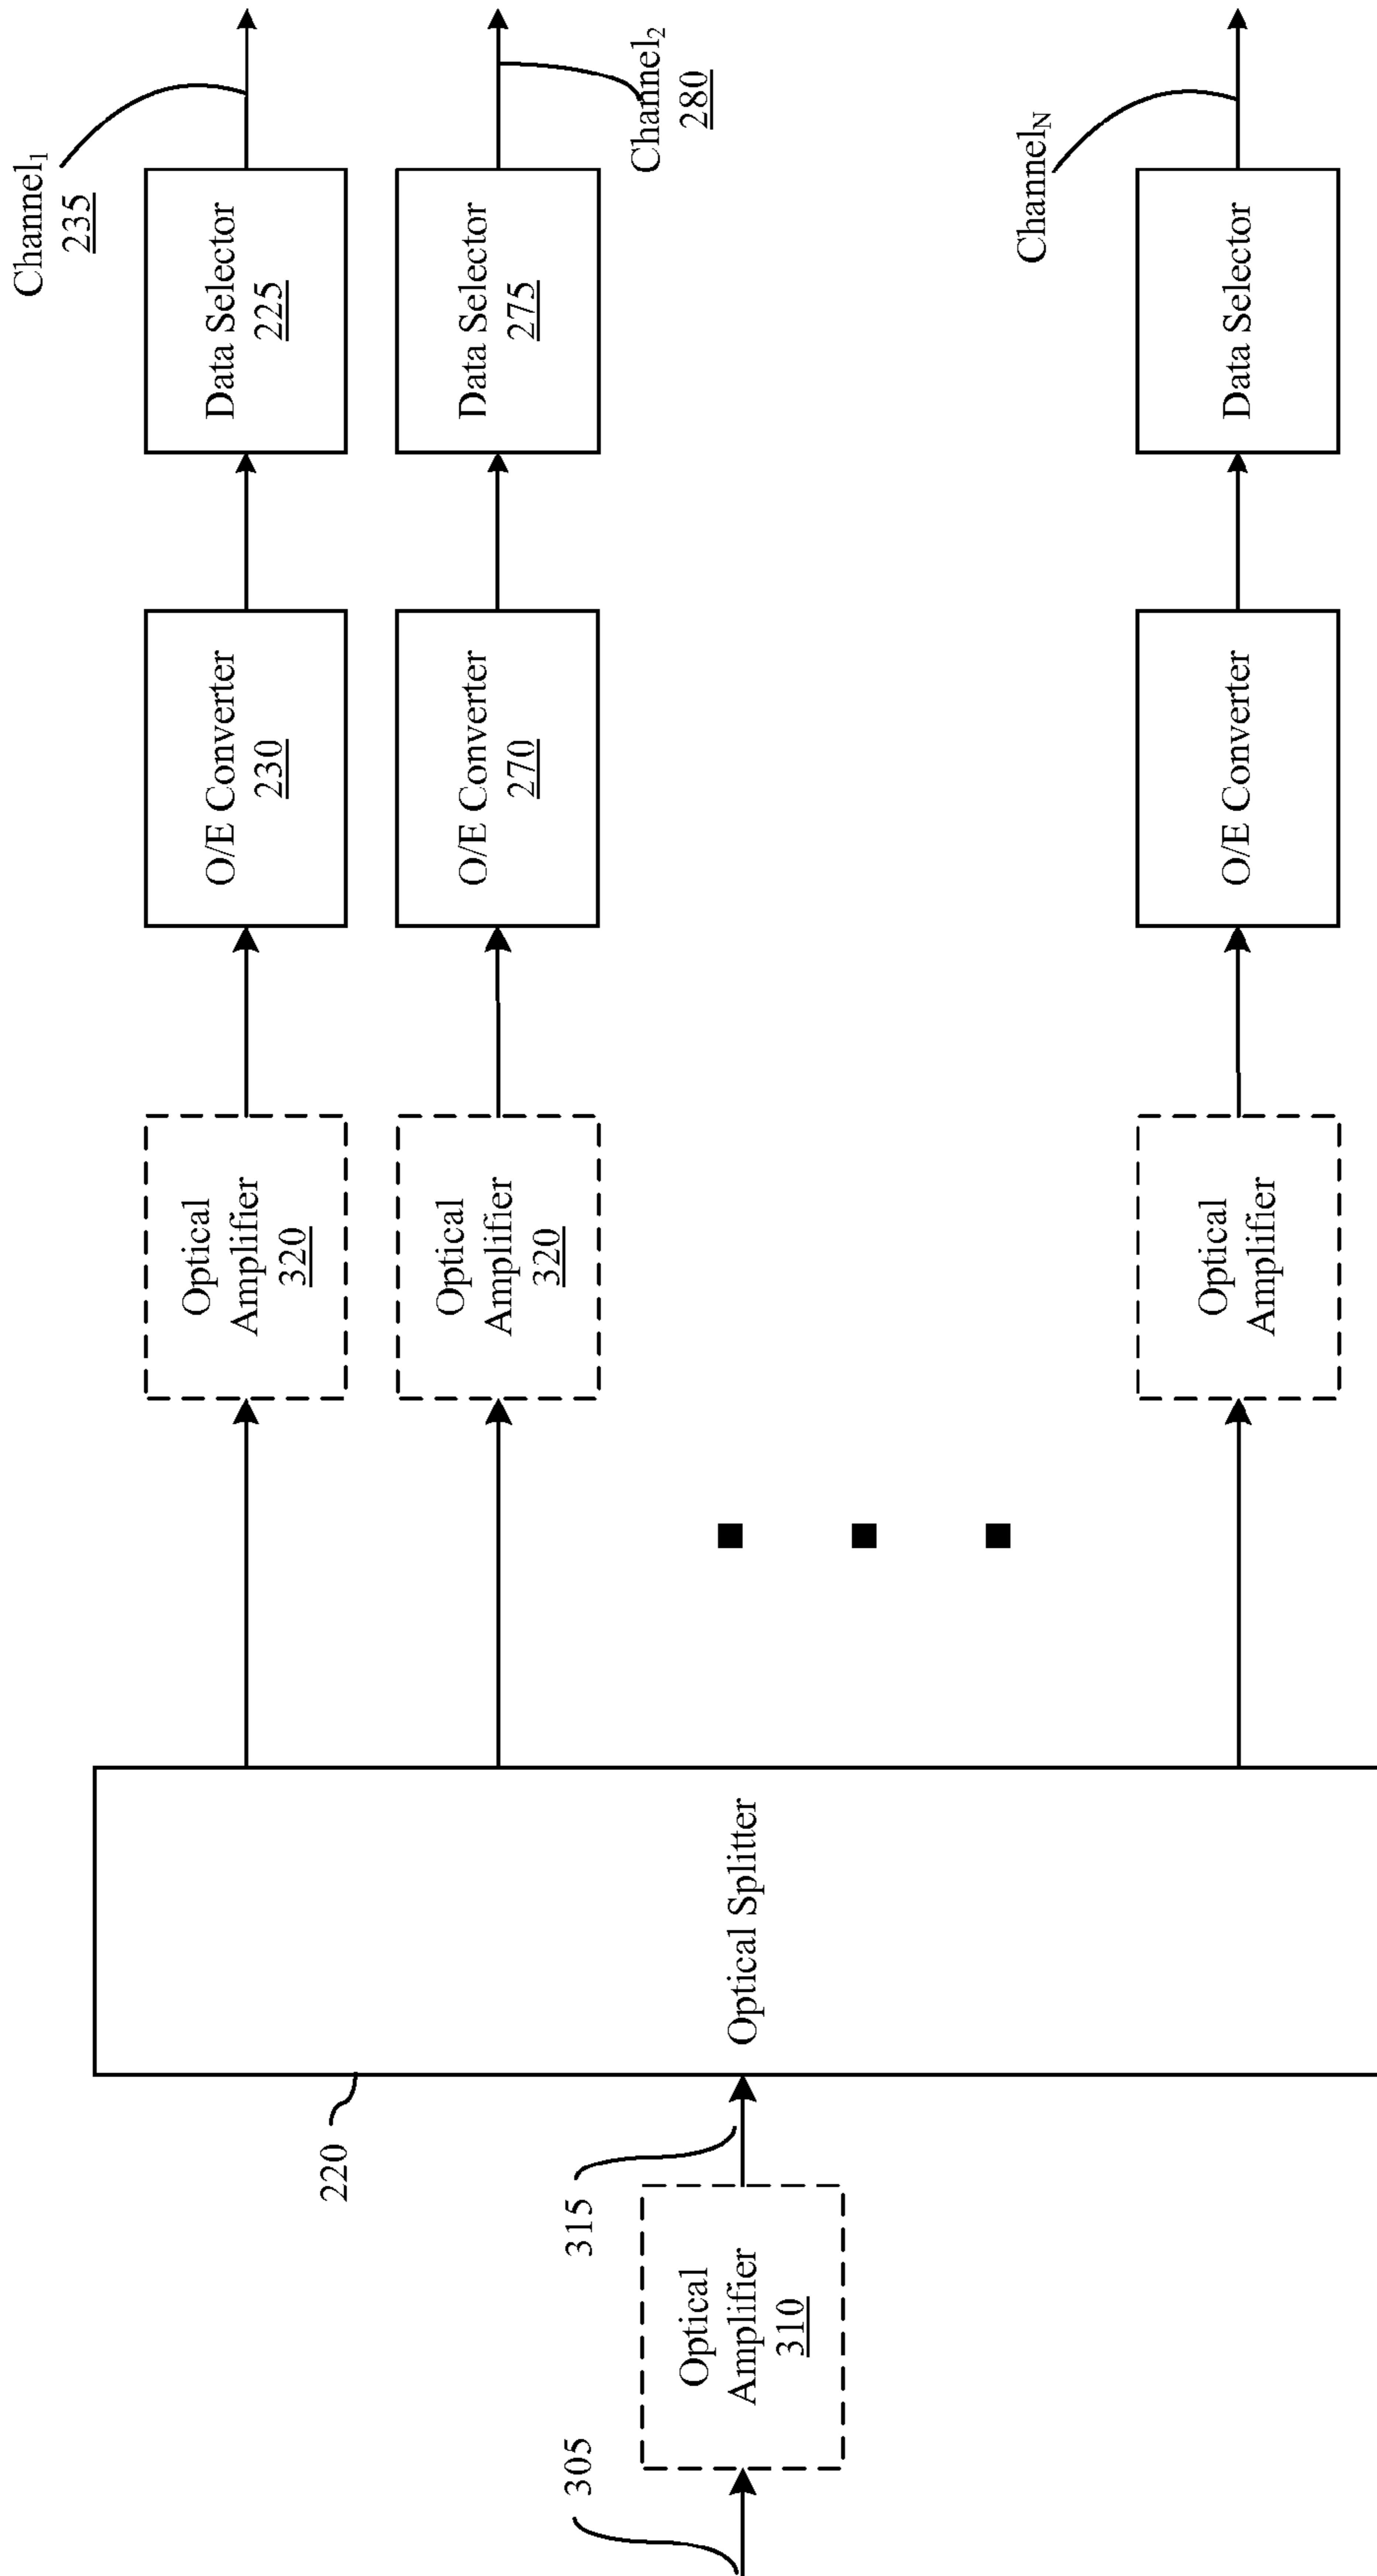 305
Optical
Amplifier
310
315
220
Optical Splitter
Optical
Amplifier
320
O/E Converter
230
Data Selector
225
Channel1
235
Optical
Amplifier
320
O/E Converter
270
Data Selector
275
Channel2
280
Optical
Amplifier
O/E Converter
Data Selector
ChannelN